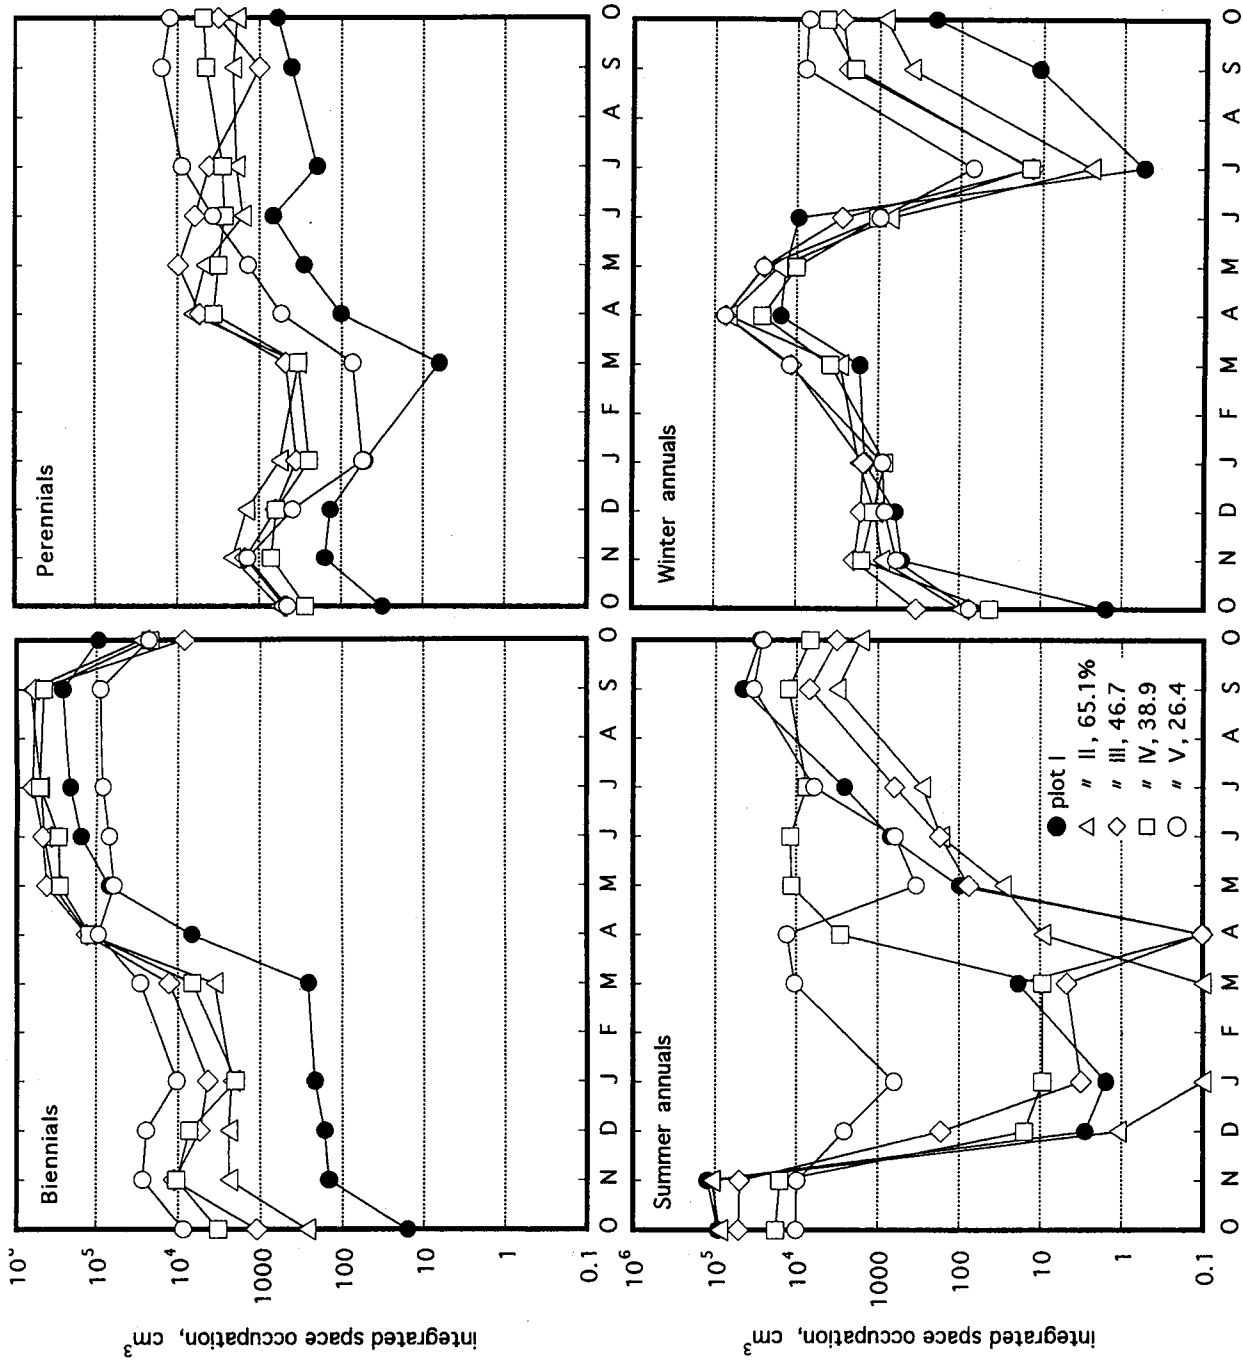 Biennials
Perennials
integrated space occupation, cm³
10
10⁵
10⁴
1000
100
10
1
0.1
O N D J F M A M J J A S O
O N D J F M A M J J A S O
Summer annuals
Winter annuals
integrated space occupation, cm³
10⁶
10⁵
10⁴
1000
100
10
1
0.1
plot I
〃 II, 65.1%
〃 III, 46.7
〃 IV, 38.9
〃 V, 26.4
O N D J F M A M J J A S O
O N D J F M A M J J A S O